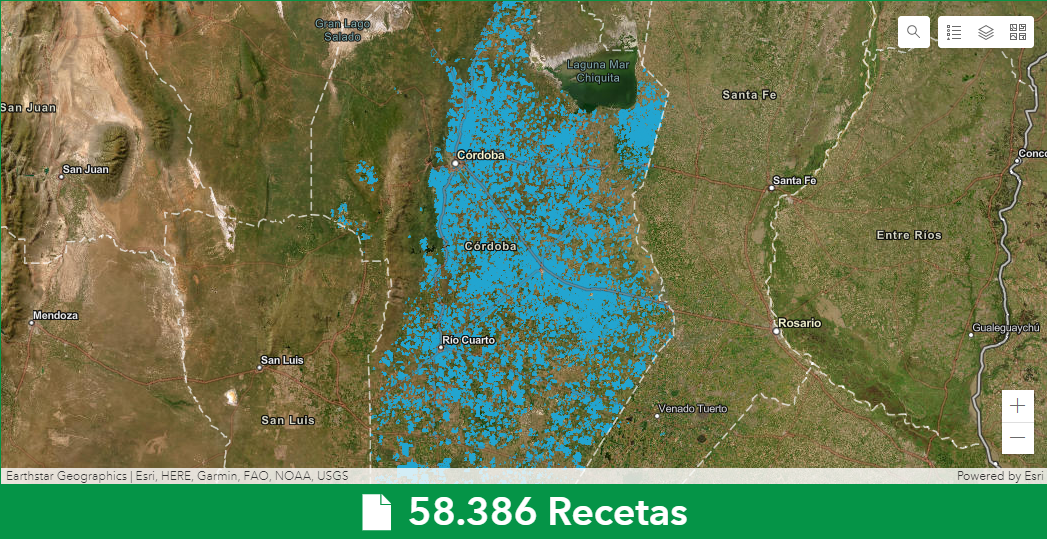 Gran Lago
Salado
Laguna Mar
Chiquita
San Juan
Santa Fe
Córdoba
San Juan
Conco
Santa Fe
Córdoba
Entre Ríos
Mendoza
Rio Cuarto
Rosario
Gualeguaychú
San Luis
San Luis
Venado Tuerto
Earthstar Geographics | Esri, HERE, Garmin, FAO, NOAA, USGS
Powered by Esri
58.386 Recetas